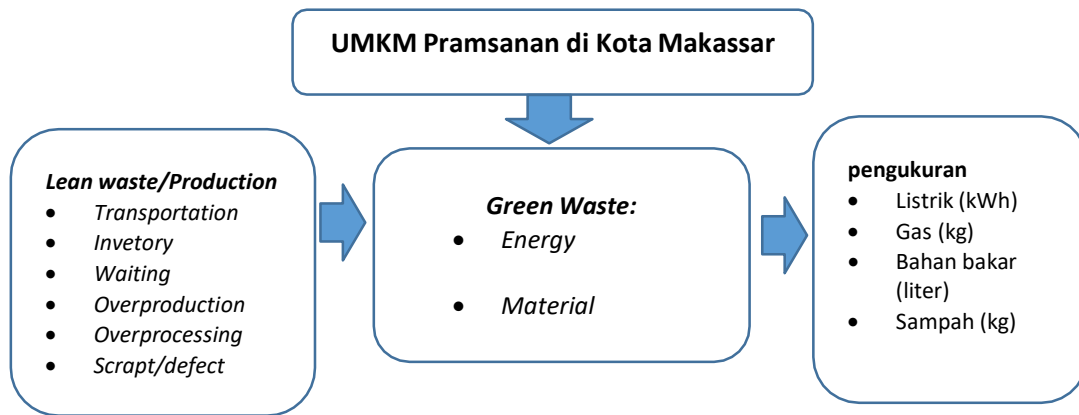 UMKM Pramsanan di Kota Makassar
Lean waste/Production
• Transportation
• Invetory
• Waiting
• Overproduction
• Overprocessing
• Scrapt/defect
Green Waste:
• Energy
• Material
pengukuran
• Listrik (kWh)
• Gas (kg)
• Bahan bakar
(liter)
• Sampah (kg)